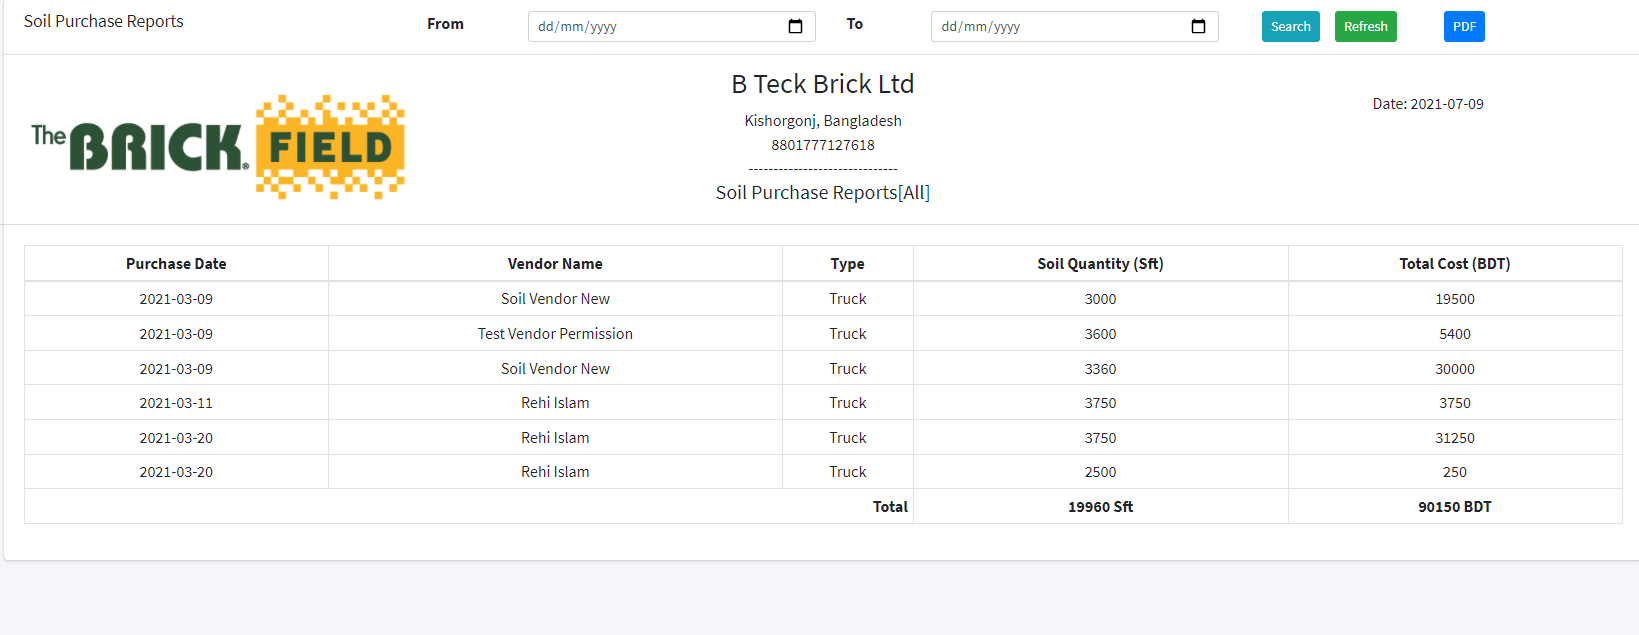 Soil Purchase Reports From dd/mm/yyyy To dd/mm/yyyy Search Refresh PDF
The BRICK® FIELD
B Teck Brick Ltd
Kishorgonj, Bangladesh
8801777127618
------------------------------
Soil Purchase Reports[All]
Date: 2021-07-09
Purchase Date Vendor Name Type Soil Quantity (Sft) Total Cost (BDT)
2021-03-09 Soil Vendor New Truck 3000 19500
2021-03-09 Test Vendor Permission Truck 3600 5400
2021-03-09 Soil Vendor New Truck 3360 30000
2021-03-11 Rehi Islam Truck 3750 3750
2021-03-20 Rehi Islam Truck 3750 31250
2021-03-20 Rehi Islam Truck 2500 250
Total 19960 Sft 90150 BDT